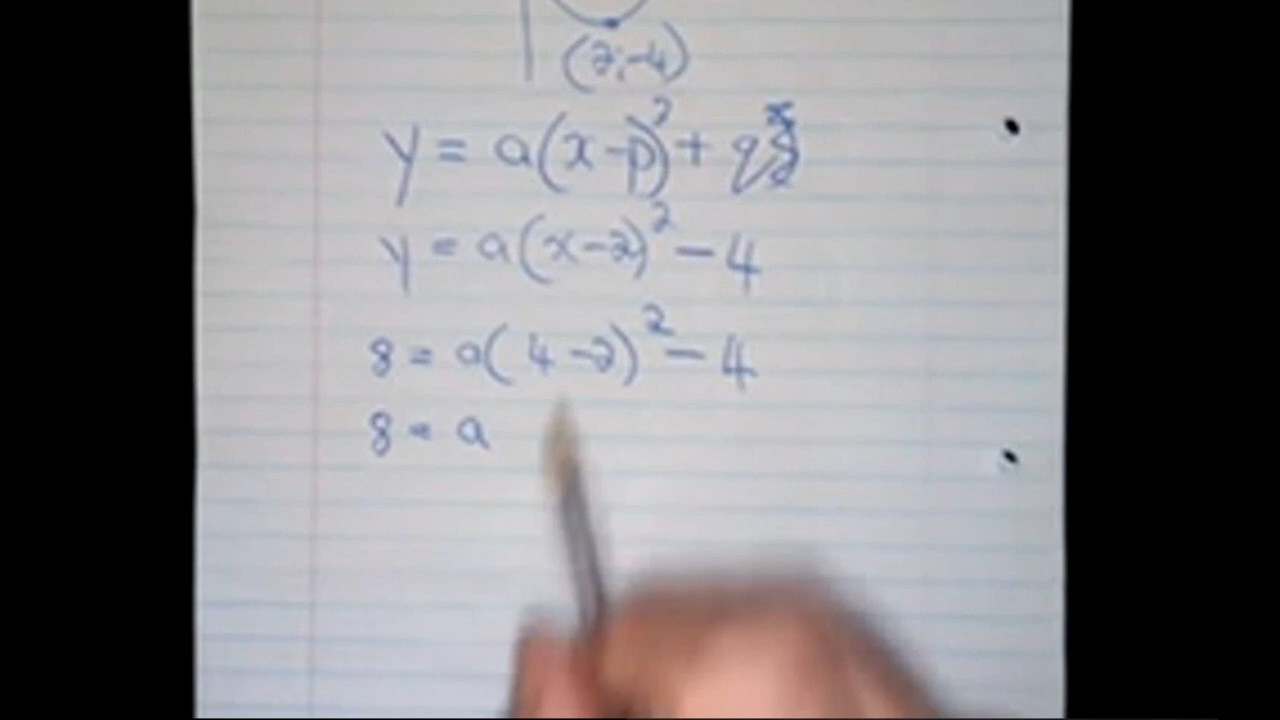 (2;-4)
y = a(x-p)² + q
y = a(x-2)² - 4
8 = a(4-2)² - 4
8 = a